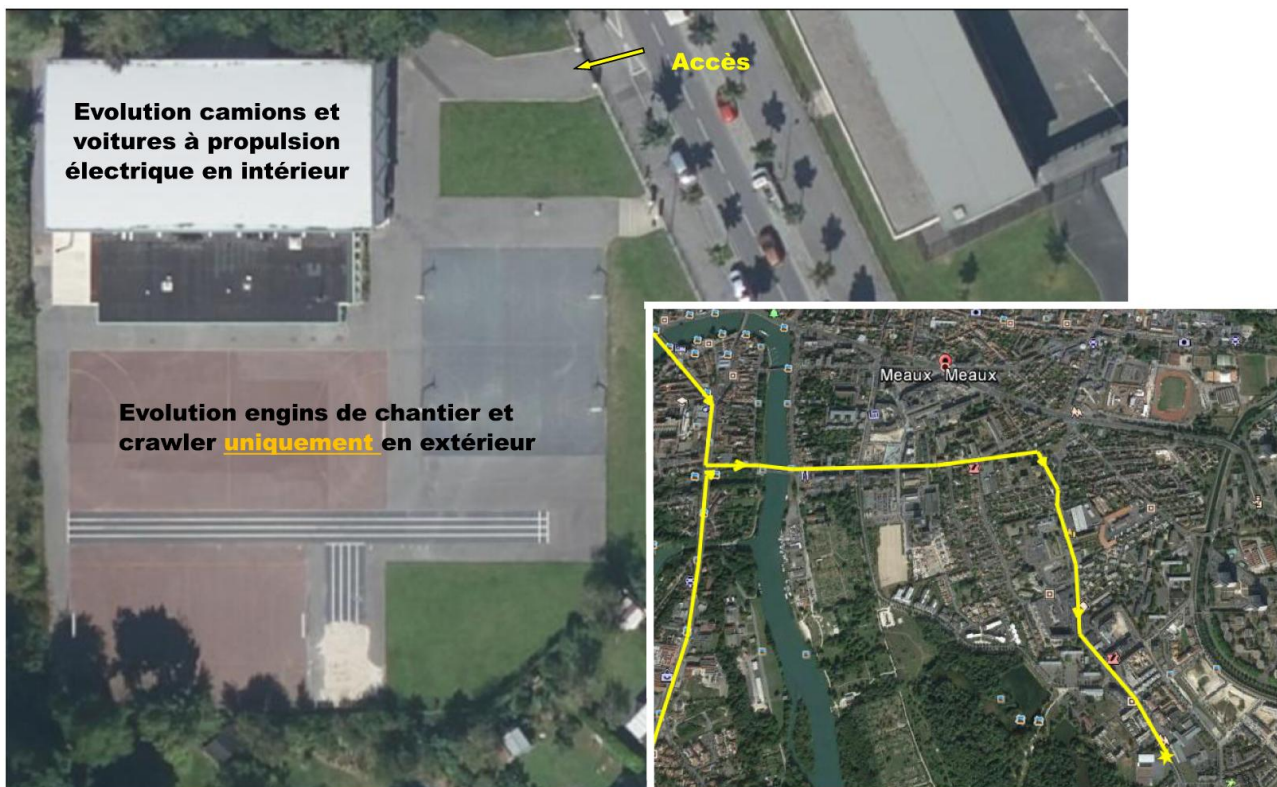 Accès
Evolution camions et
voitures à propulsion
électrique en intérieur
Evolution engins de chantier et
crawler uniquement en extérieur
Meaux Meaux